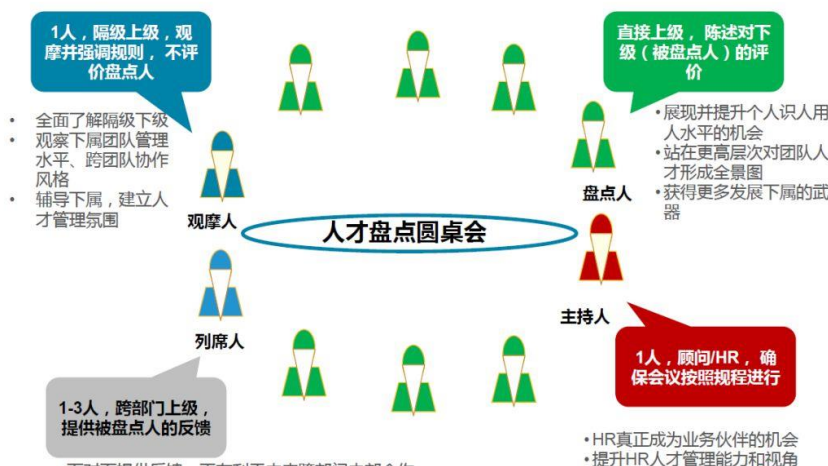 1人，隔级上级，观
摩并强调规则， 不评
价盘点人
直接上级， 陈述对下
级（被盘点人）的评
价
• 全面了解隔级下级
• 观察下属团队管理
水平、跨团队协作
风格
• 辅导下属，建立人
才管理氛围
•展现并提升个人识人用
人水平的机会
•站在更高层次对团队人
才形成全景图
•获得更多发展下属的武
器
观摩人
盘点人
人才盘点圆桌会
列席人
主持人
1-3人，跨部门上级，
提供被盘点人的反馈
1人，顾问/HR， 确
保会议按照规程进行
•HR真正成为业务伙伴的机会
•提升HR人才管理能力和视角